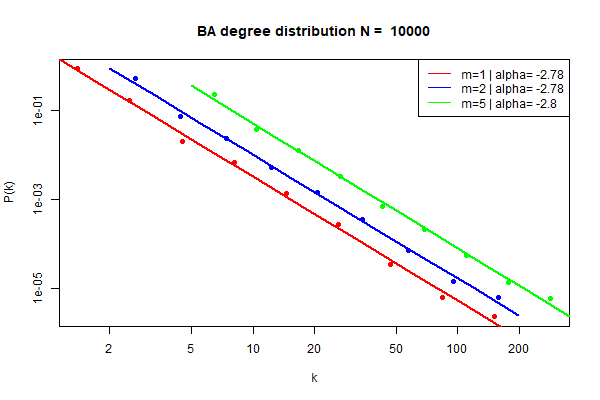 BA degree distribution N =  10000
m=1 | alpha= -2.78
m=2 | alpha= -2.78
m=5 | alpha= -2.8
P(k)
1e-01
1e-03
1e-05
2 5 10 20 50 100 200
k